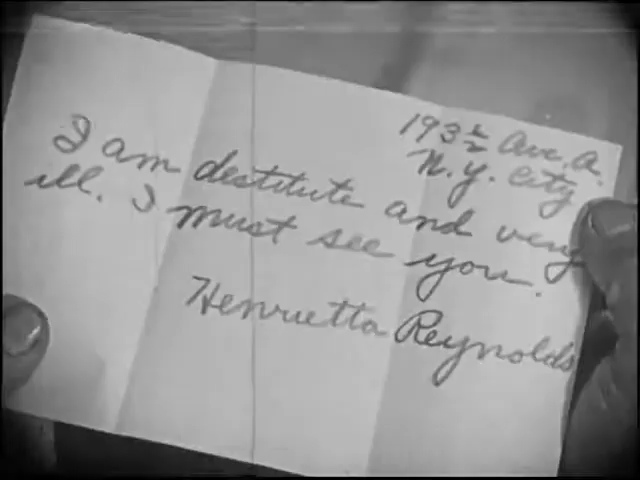 193½ Ave. A.
N.Y. City
I am destitute and very
ill. I must see you.
Henrietta Reynolds